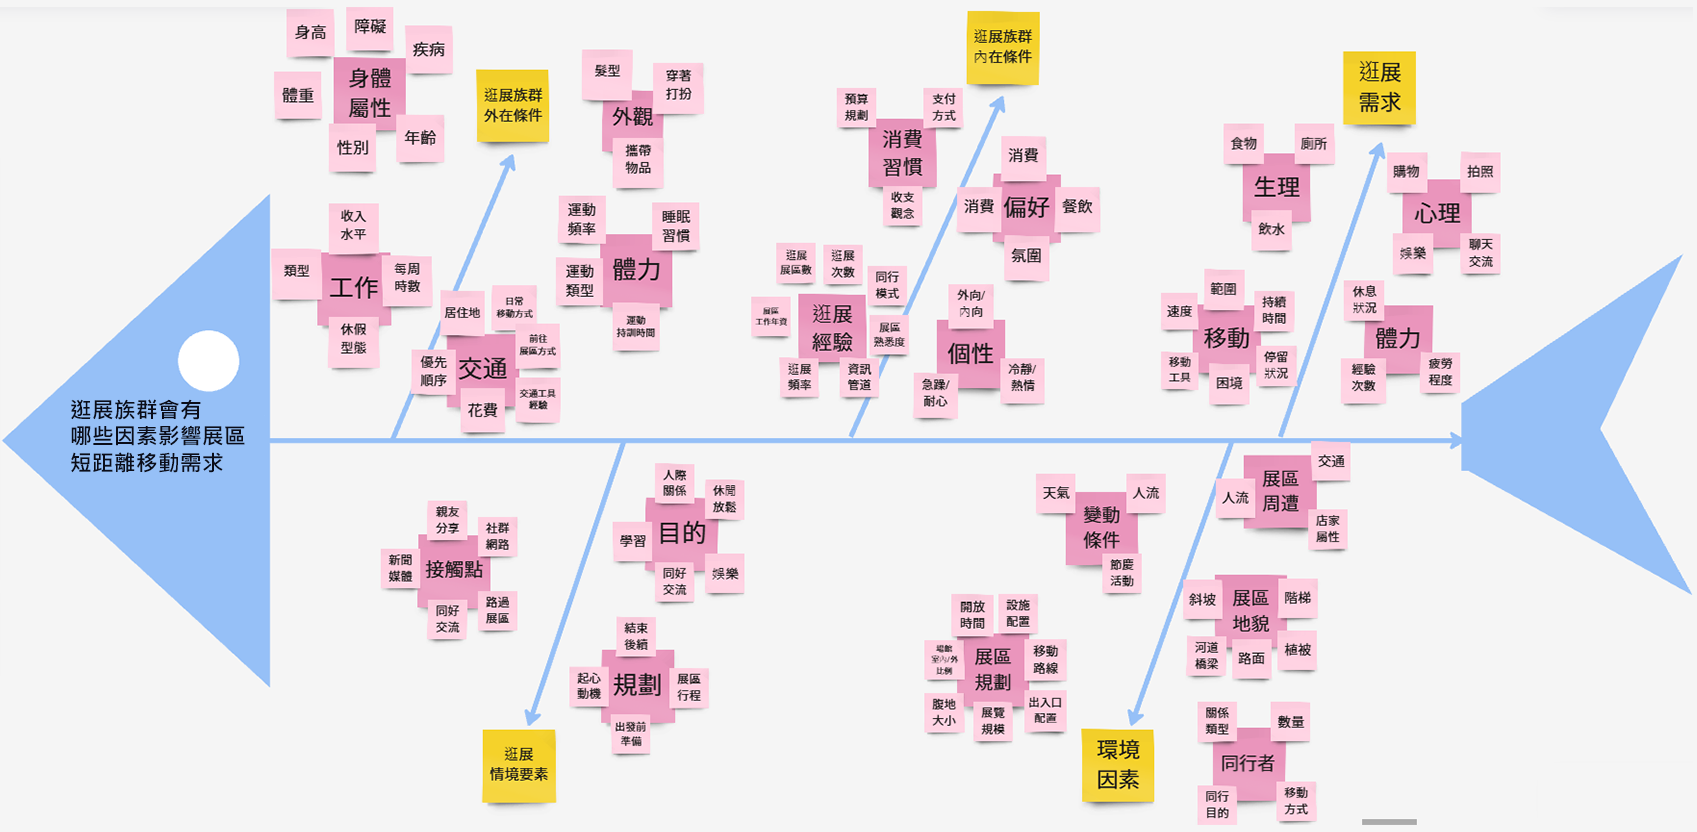 逛展族群會有
哪些因素影響展區
短距離移動需求
逛展族群
外在條件
身體
屬性
身高
障礙
疾病
體重
性別
年齡
外觀
髮型
穿著
打扮
攜帶
物品
工作
收入
水平
類型
每周
時數
休假
型態
體力
運動
頻率
睡眠
習慣
運動
類型
運動
持訓時間
交通
居住地
日常
移動方式
前往
展區方式
優先
順序
花費
交通工具
經驗
逛展族群
內在條件
消費
習慣
預算
規劃
支付
方式
收支
觀念
偏好
消費
消費
餐飲
氛圍
逛展
經驗
逛展
展區數
逛展
次數
同行
模式
展區
工作年資
展區
熟悉度
逛展
頻率
資訊
管道
個性
外向/
內向
急躁/
耐心
冷靜/
熱情
逛展
需求
生理
食物
廁所
飲水
心理
購物
拍照
娛樂
聊天
交流
移動
範圍
速度
持續
時間
移動
工具
困境
停留
狀況
體力
休息
狀況
經驗
次數
疲勞
程度
逛展
情境要素
接觸點
親友
分享
社群
網路
新聞
媒體
同好
交流
路過
展區
目的
人際
關係
休閒
放鬆
學習
同好
交流
娛樂
規劃
結束
後續
起心
動機
展區
行程
出發前
準備
環境
因素
變動
條件
天氣
人流
節慶
活動
展區
周遭
交通
人流
店家
屬性
展區
規劃
開放
時間
設施
配置
場館
室內/外
比例
移動
路線
腹地
大小
展覽
規模
出入口
配置
展區
地貌
斜坡
階梯
河道
橋梁
路面
植被
同行者
關係
類型
數量
同行
目的
移動
方式